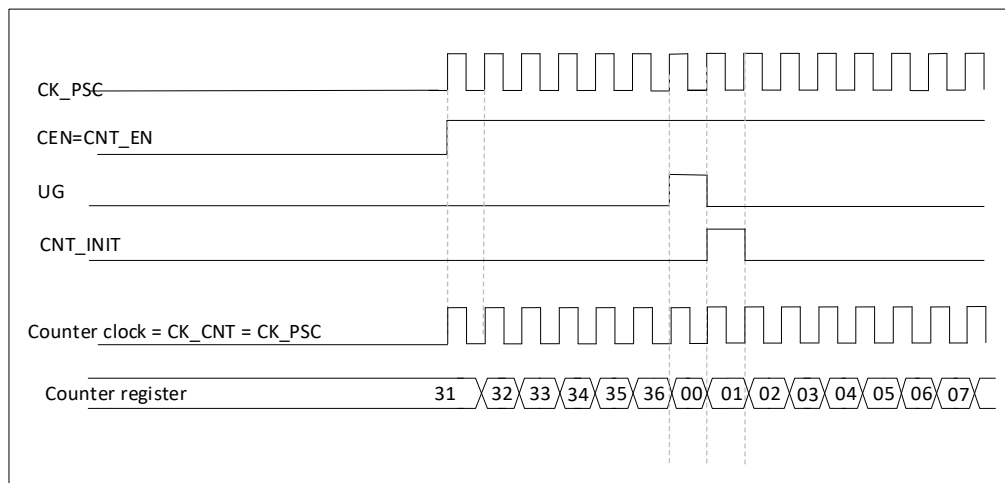 CK_PSC
CEN=CNT_EN
UG
CNT_INIT
Counter clock = CK_CNT = CK_PSC
Counter register 31 32 33 34 35 36 00 01 02 03 04 05 06 07